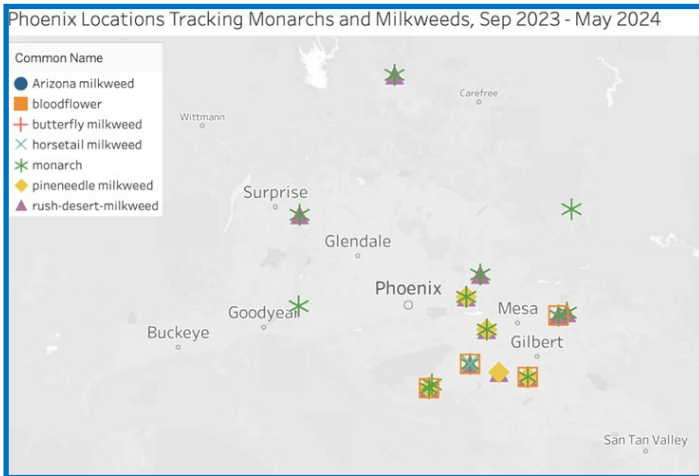 Phoenix Locations Tracking Monarchs and Milkweeds, Sep 2023 - May 2024
Common Name
Arizona milkweed
bloodflower
butterfly milkweed
horsetail milkweed
monarch
pineneedle milkweed
rush-desert-milkweed
Carefree
Wittmann
Surprise
Glendale
Phoenix
Mesa
Goodyear
Buckeye
Gilbert
San Tan Valley